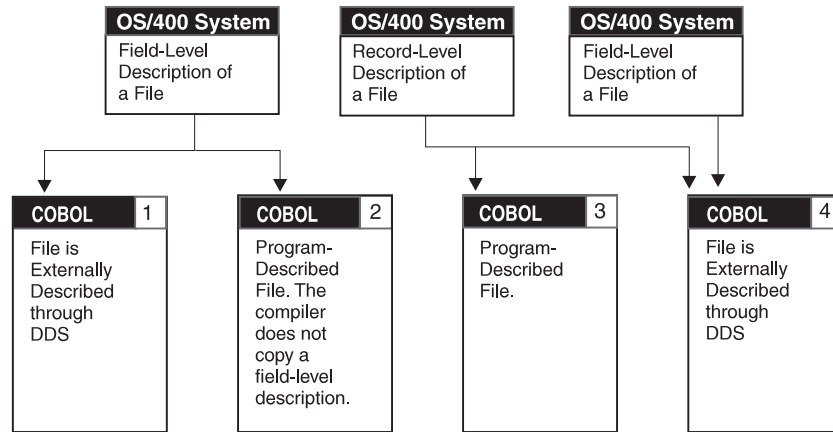 OS/400 System
Field-Level
Description of
a File
OS/400 System
Record-Level
Description of
a File
OS/400 System
Field-Level
Description of
a File
COBOL 1
File is
Externally
Described
through
DDS
COBOL 2
Program-
Described
File. The
compiler
does not
copy a
field-level
description.
COBOL 3
Program-
Described
File.
COBOL 4
File is
Externally
Described
through
DDS